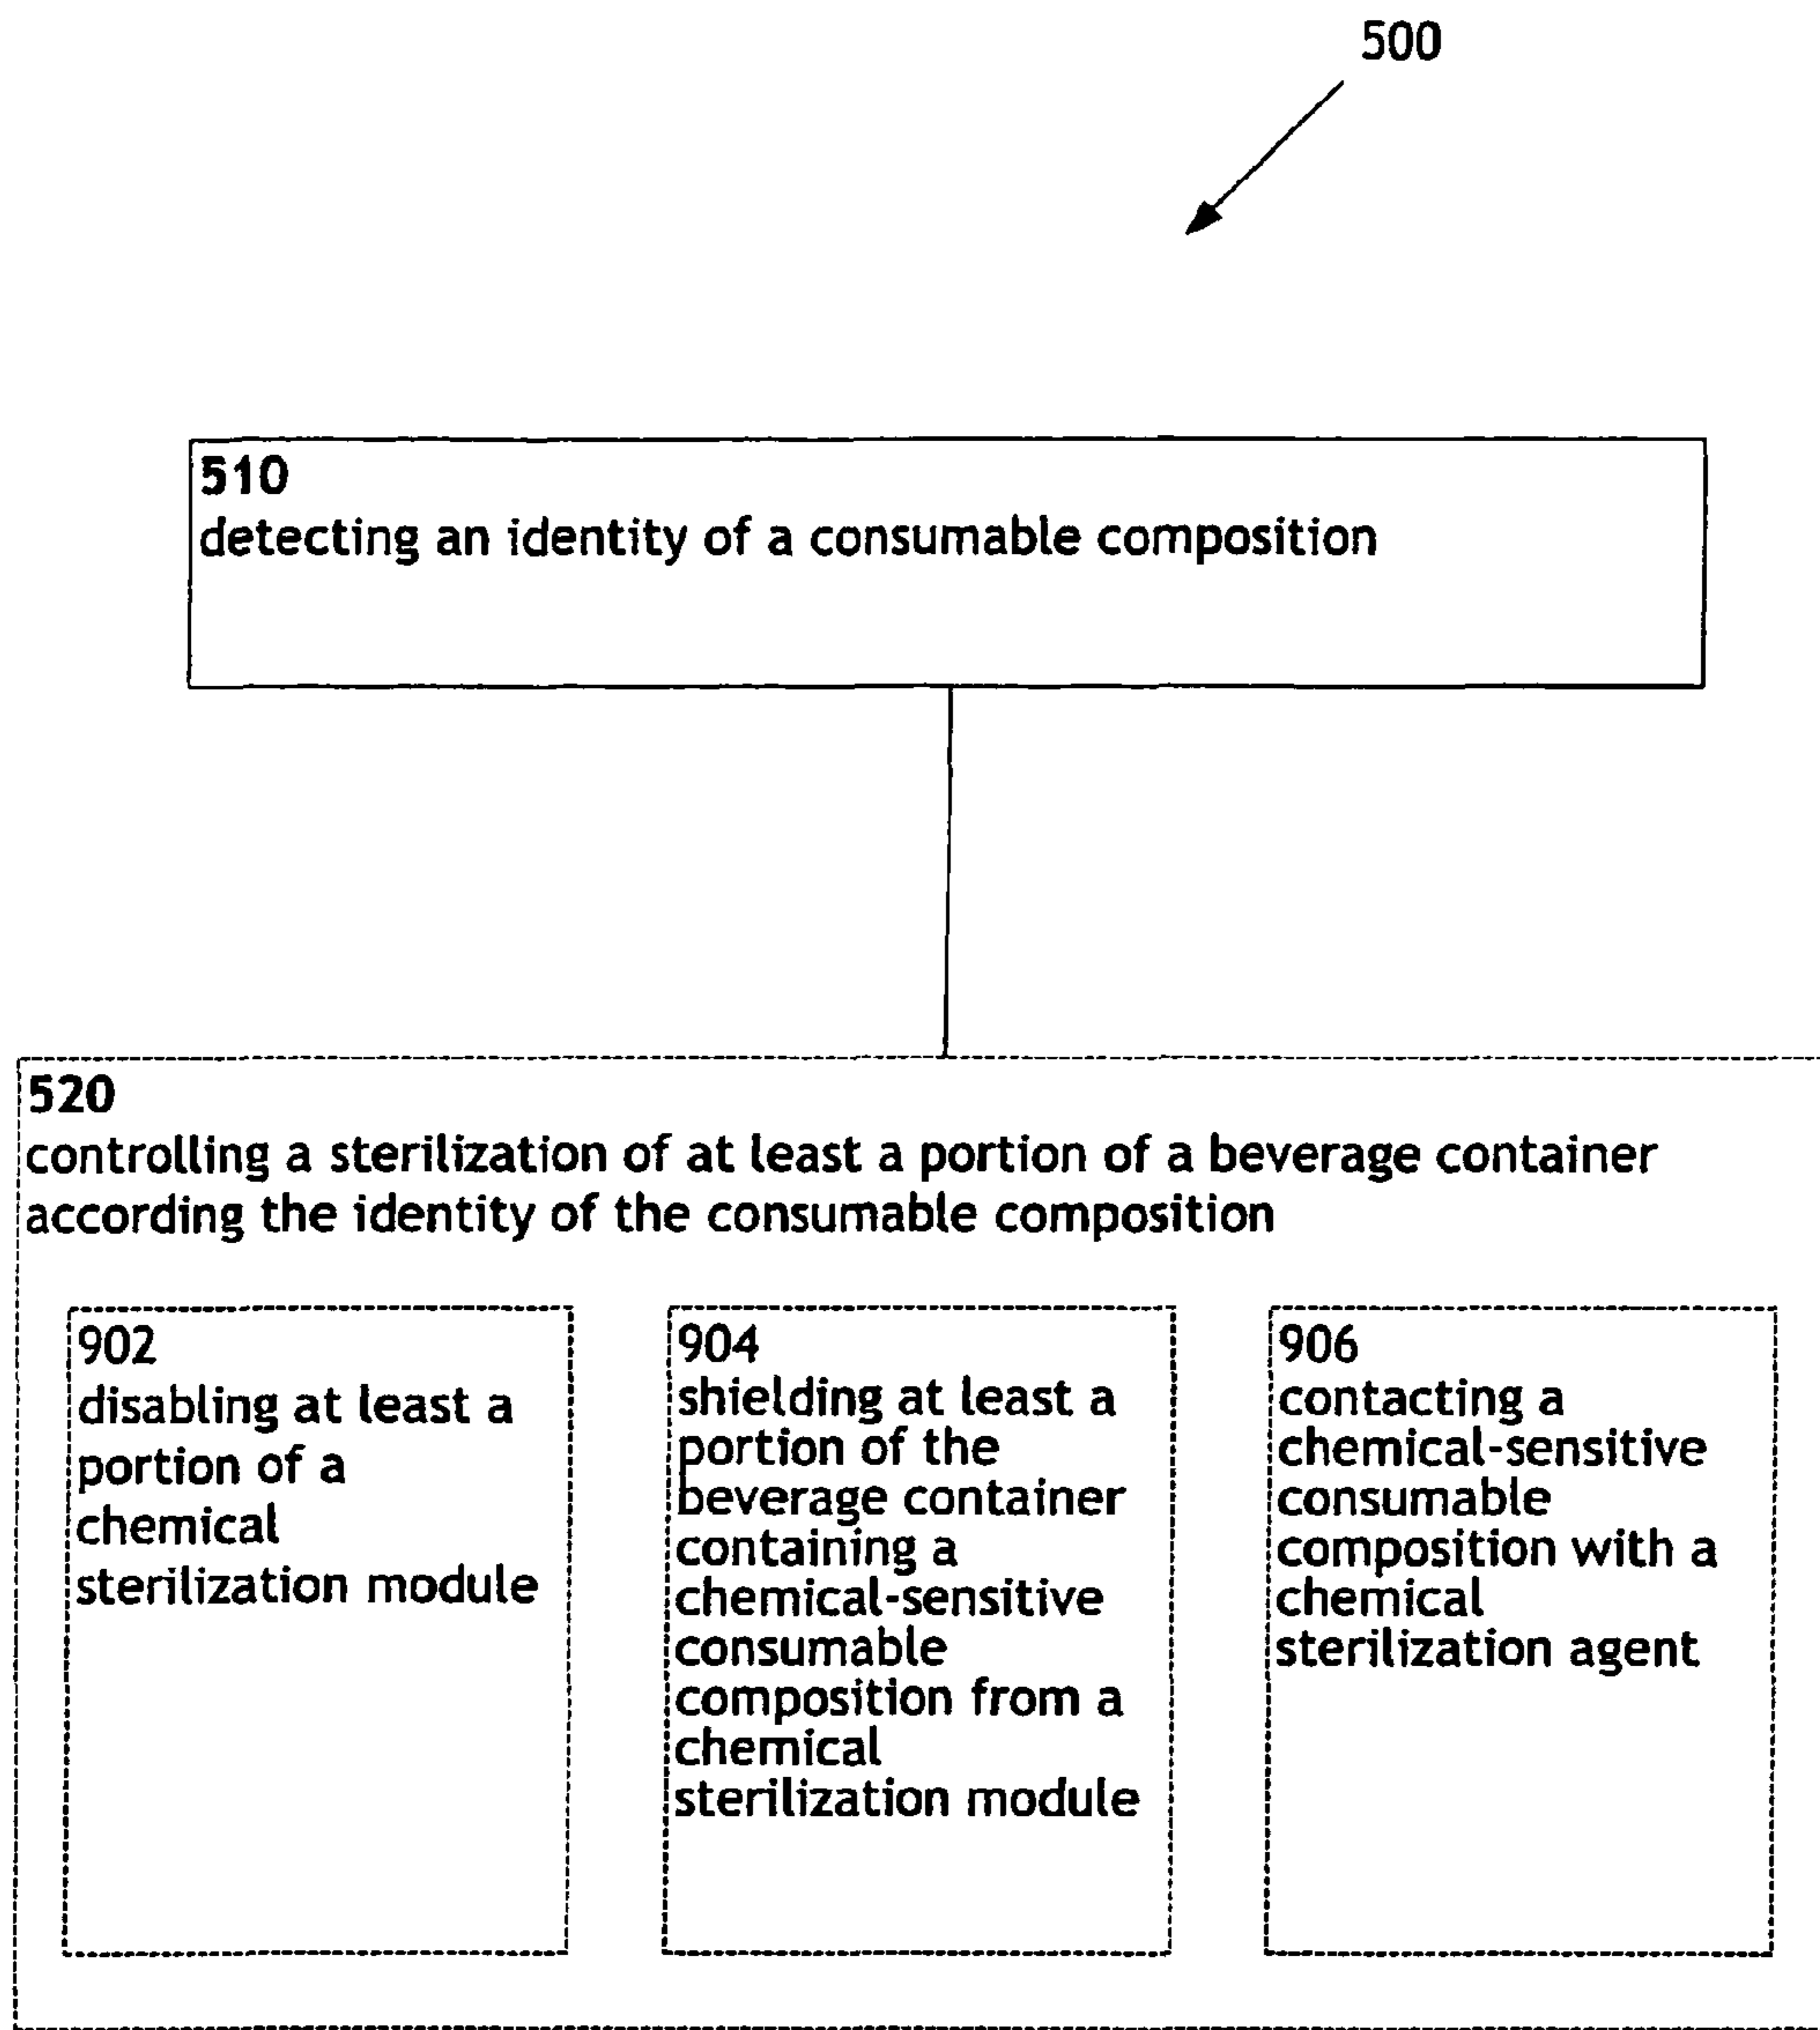 500
510
detecting an identity of a consumable composition
520
controlling a sterilization of at least a portion of a beverage container
according the identity of the consumable composition
902
disabling at least a
portion of a
chemical
sterilization module
904
shielding at least a
portion of the
beverage container
containing a
chemical-sensitive
consumable
composition from a
chemical
sterilization module
906
contacting a
chemical-sensitive
consumable
composition with a
chemical
sterilization agent